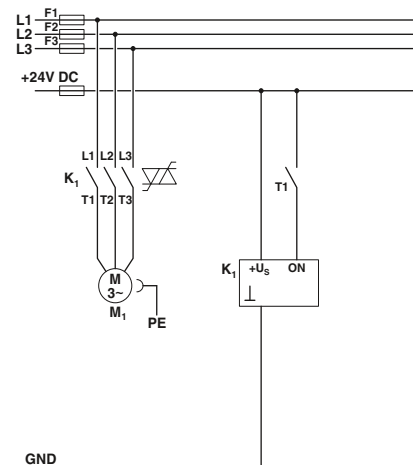 L1 F1
L2 F2
L3 F3
+24V DC
L1 L2 L3
K1
T1 T2 T3
T1
M
3~
M1
PE
K1 +US ON
GND